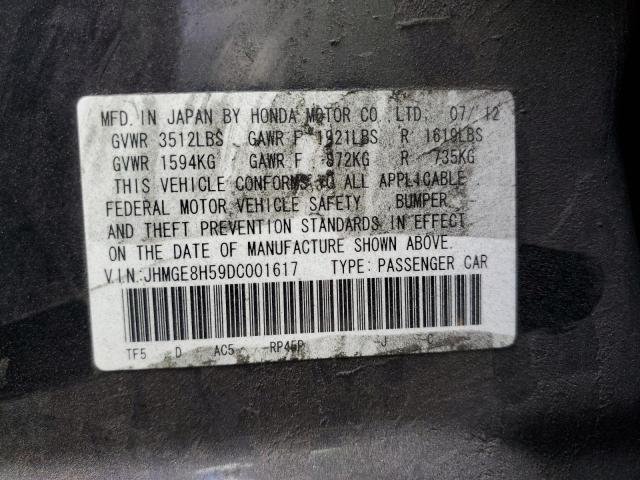 MFD. IN JAPAN BY HONDA MOTOR CO. LTD. 07/12
GVWR 3512LBS GAWR F 1921LBS R 1619LBS
GVWR 1594KG GAWR F 872KG R 735KG
THIS VEHICLE CONFORMS TO ALL APPLICABLE
FEDERAL MOTOR VEHICLE SAFETY BUMPER
AND THEFT PREVENTION STANDARDS IN EFFECT
ON THE DATE OF MANUFACTURE SHOWN ABOVE.
V.I.N.:JHMGE8H59DC001617 TYPE: PASSENGER CAR
TF5 D AC5 -RP45P -J C-